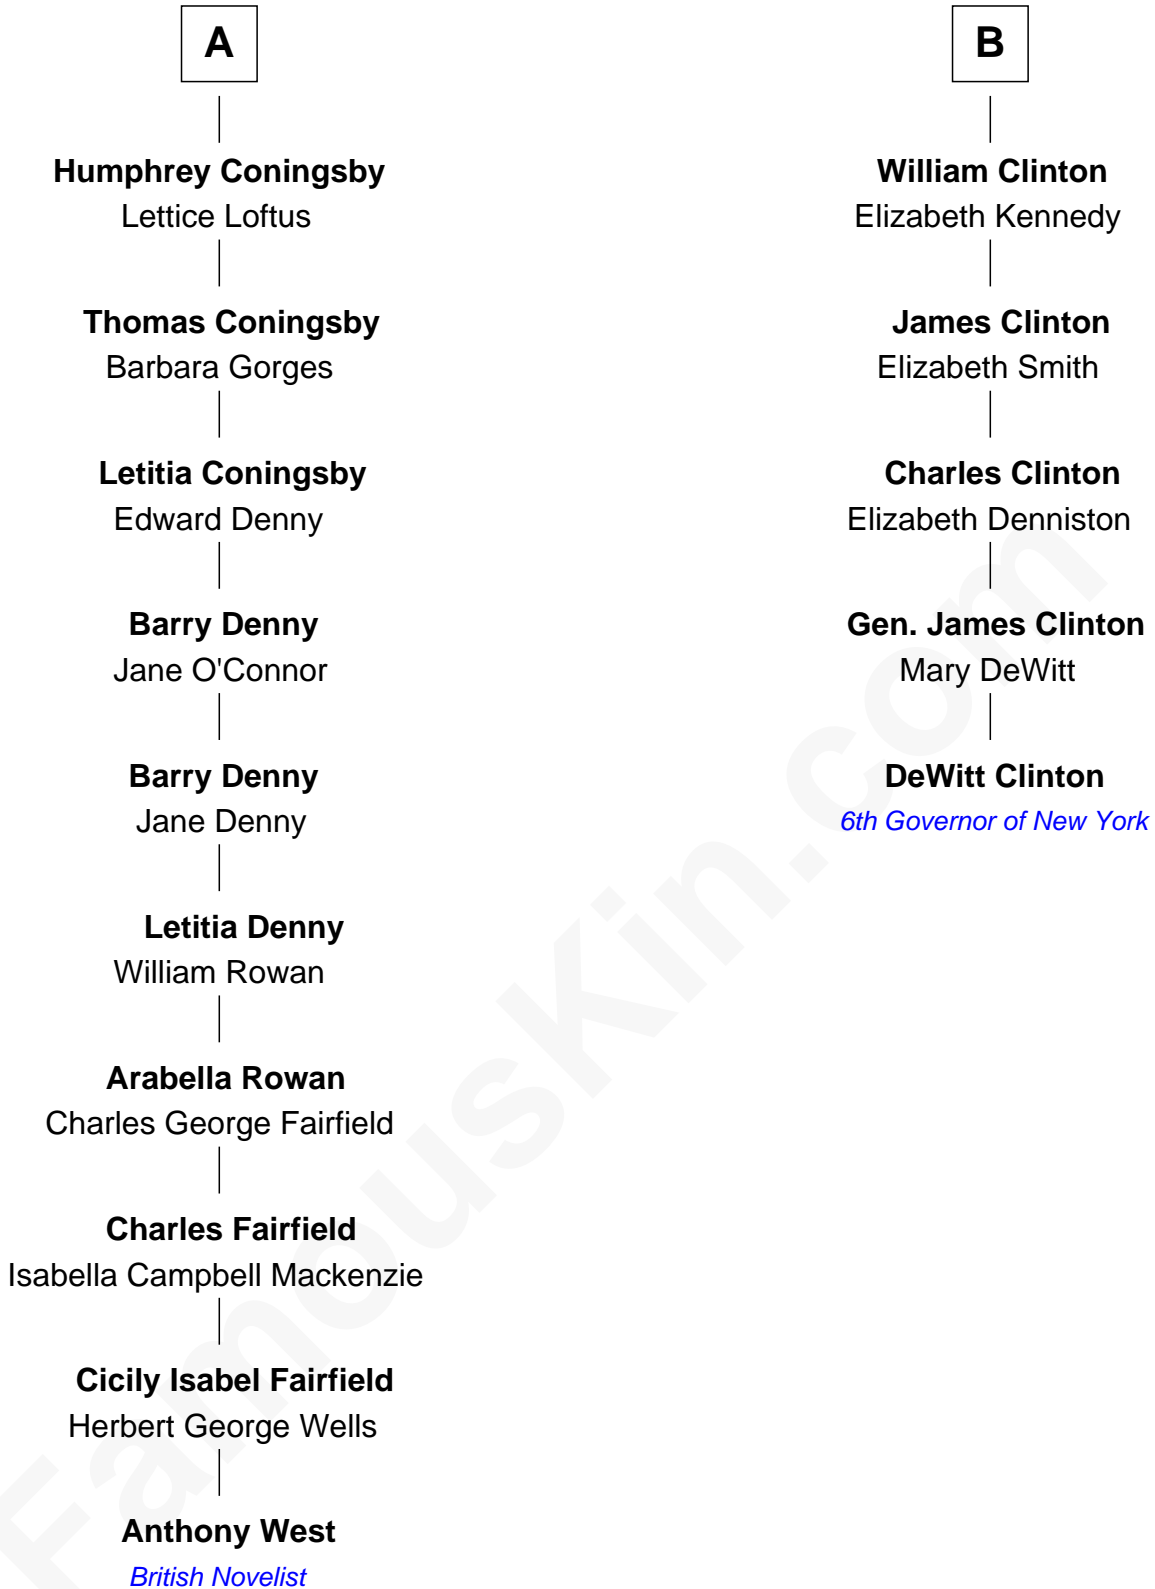 A
Humphrey Coningsby
Lettice Loftus
Thomas Coningsby
Barbara Gorges
Letitia Coningsby
Edward Denny
Barry Denny
Jane O'Connor
Barry Denny
Jane Denny
Letitia Denny
William Rowan
Arabella Rowan
Charles George Fairfield
Charles Fairfield
Isabella Campbell Mackenzie
Cicily Isabel Fairfield
Herbert George Wells
Anthony West
British Novelist
B
William Clinton
Elizabeth Kennedy
James Clinton
Elizabeth Smith
Charles Clinton
Elizabeth Denniston
Gen. James Clinton
Mary DeWitt
DeWitt Clinton
6th Governor of New York
FamousKin.com